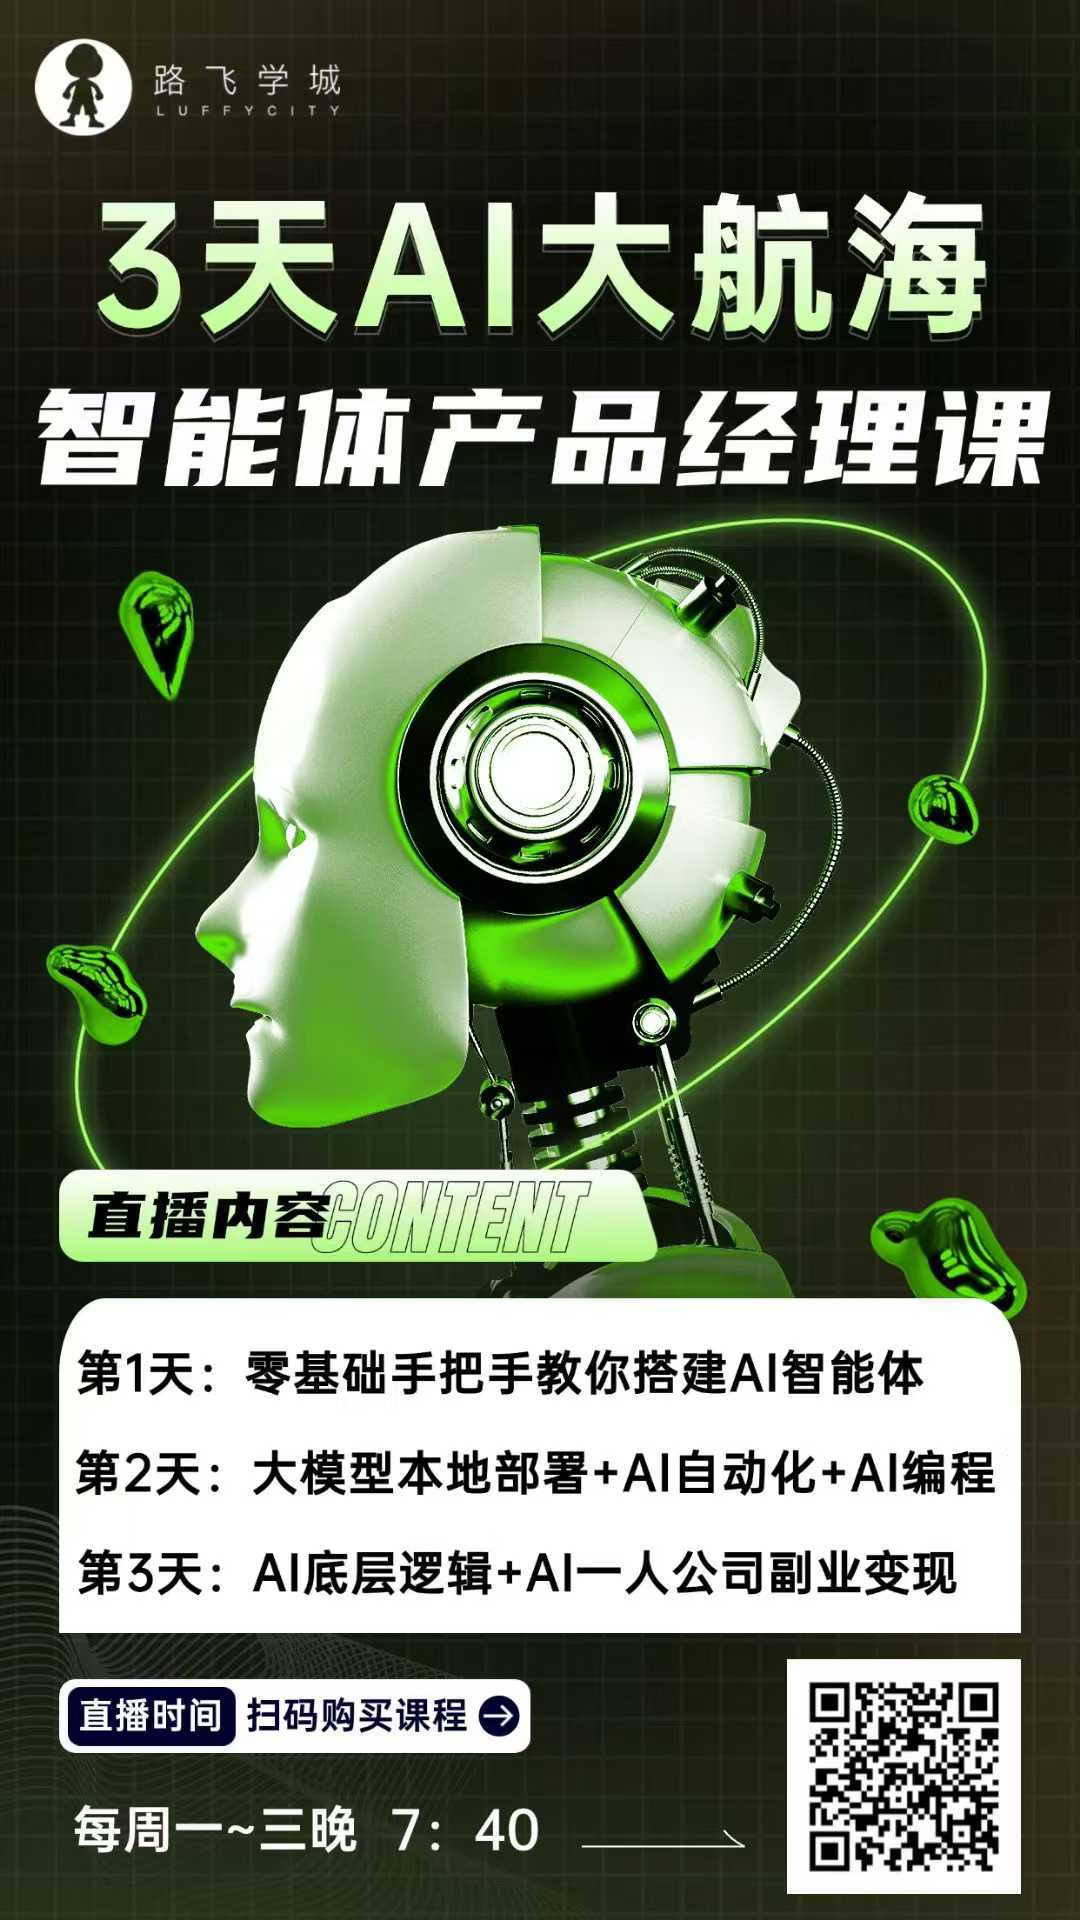 路飞学城
LUFFYCITY
3天AI大航海
智能体产品经理课
直播内容CONTENT
第1天：零基础手把手教你搭建AI智能体
第2天：大模型本地部署+AI自动化+AI编程
第3天：AI底层逻辑+AI一人公司副业变现
直播时间 扫码购买课程
每周一~三晚 7：40